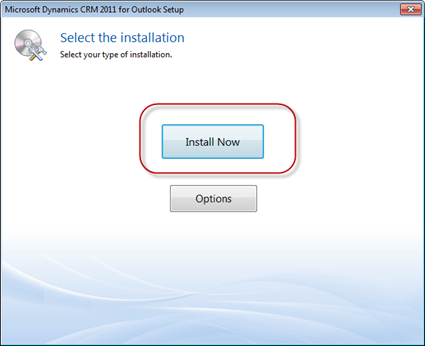 Microsoft Dynamics CRM 2011 for Outlook Setup
Select the installation
Select your type of installation.
Install Now
Options